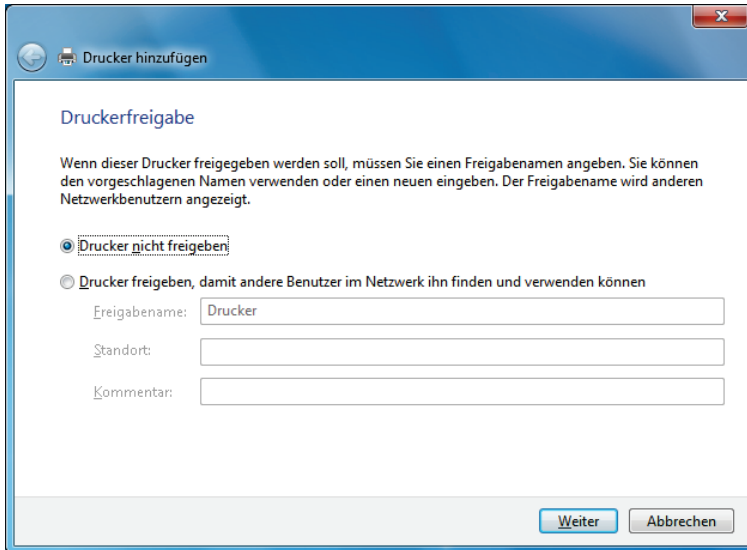 x
Drucker hinzufügen
Druckerfreigabe
Wenn dieser Drucker freigegeben werden soll, müssen Sie einen Freigabenamen angeben. Sie können
den vorgeschlagenen Namen verwenden oder einen neuen eingeben. Der Freigabename wird anderen
Netzwerkbenutzern angezeigt.
Drucker nicht freigeben
Drucker freigeben, damit andere Benutzer im Netzwerk ihn finden und verwenden können
Freigabename: Drucker
Standort:
Kommentar:
Weiter Abbrechen